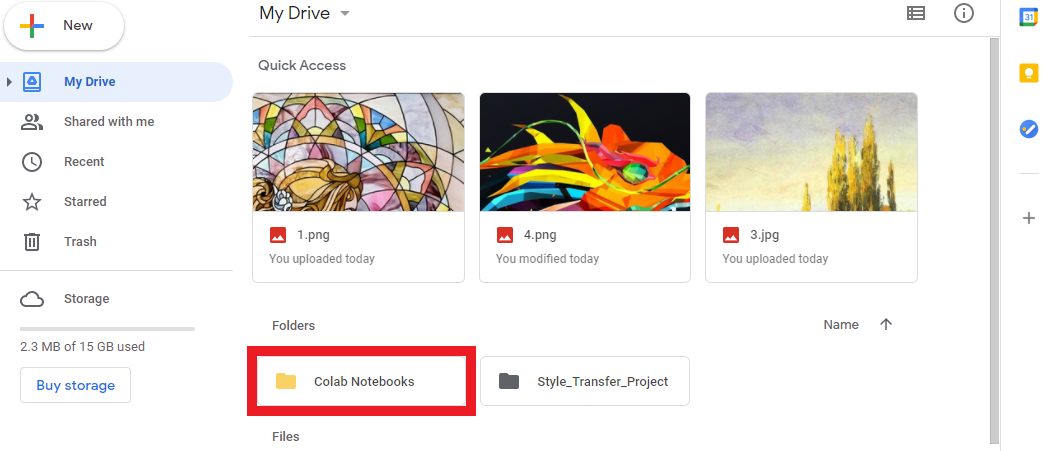 New
My Drive
Shared with me
Recent
Starred
Trash
Storage
2.3 MB of 15 GB used
Buy storage
My Drive
Quick Access
1.png
You uploaded today
4.png
You modified today
3.jpg
You uploaded today
Folders
Name
Colab Notebooks
Style_Transfer_Project
Files
31